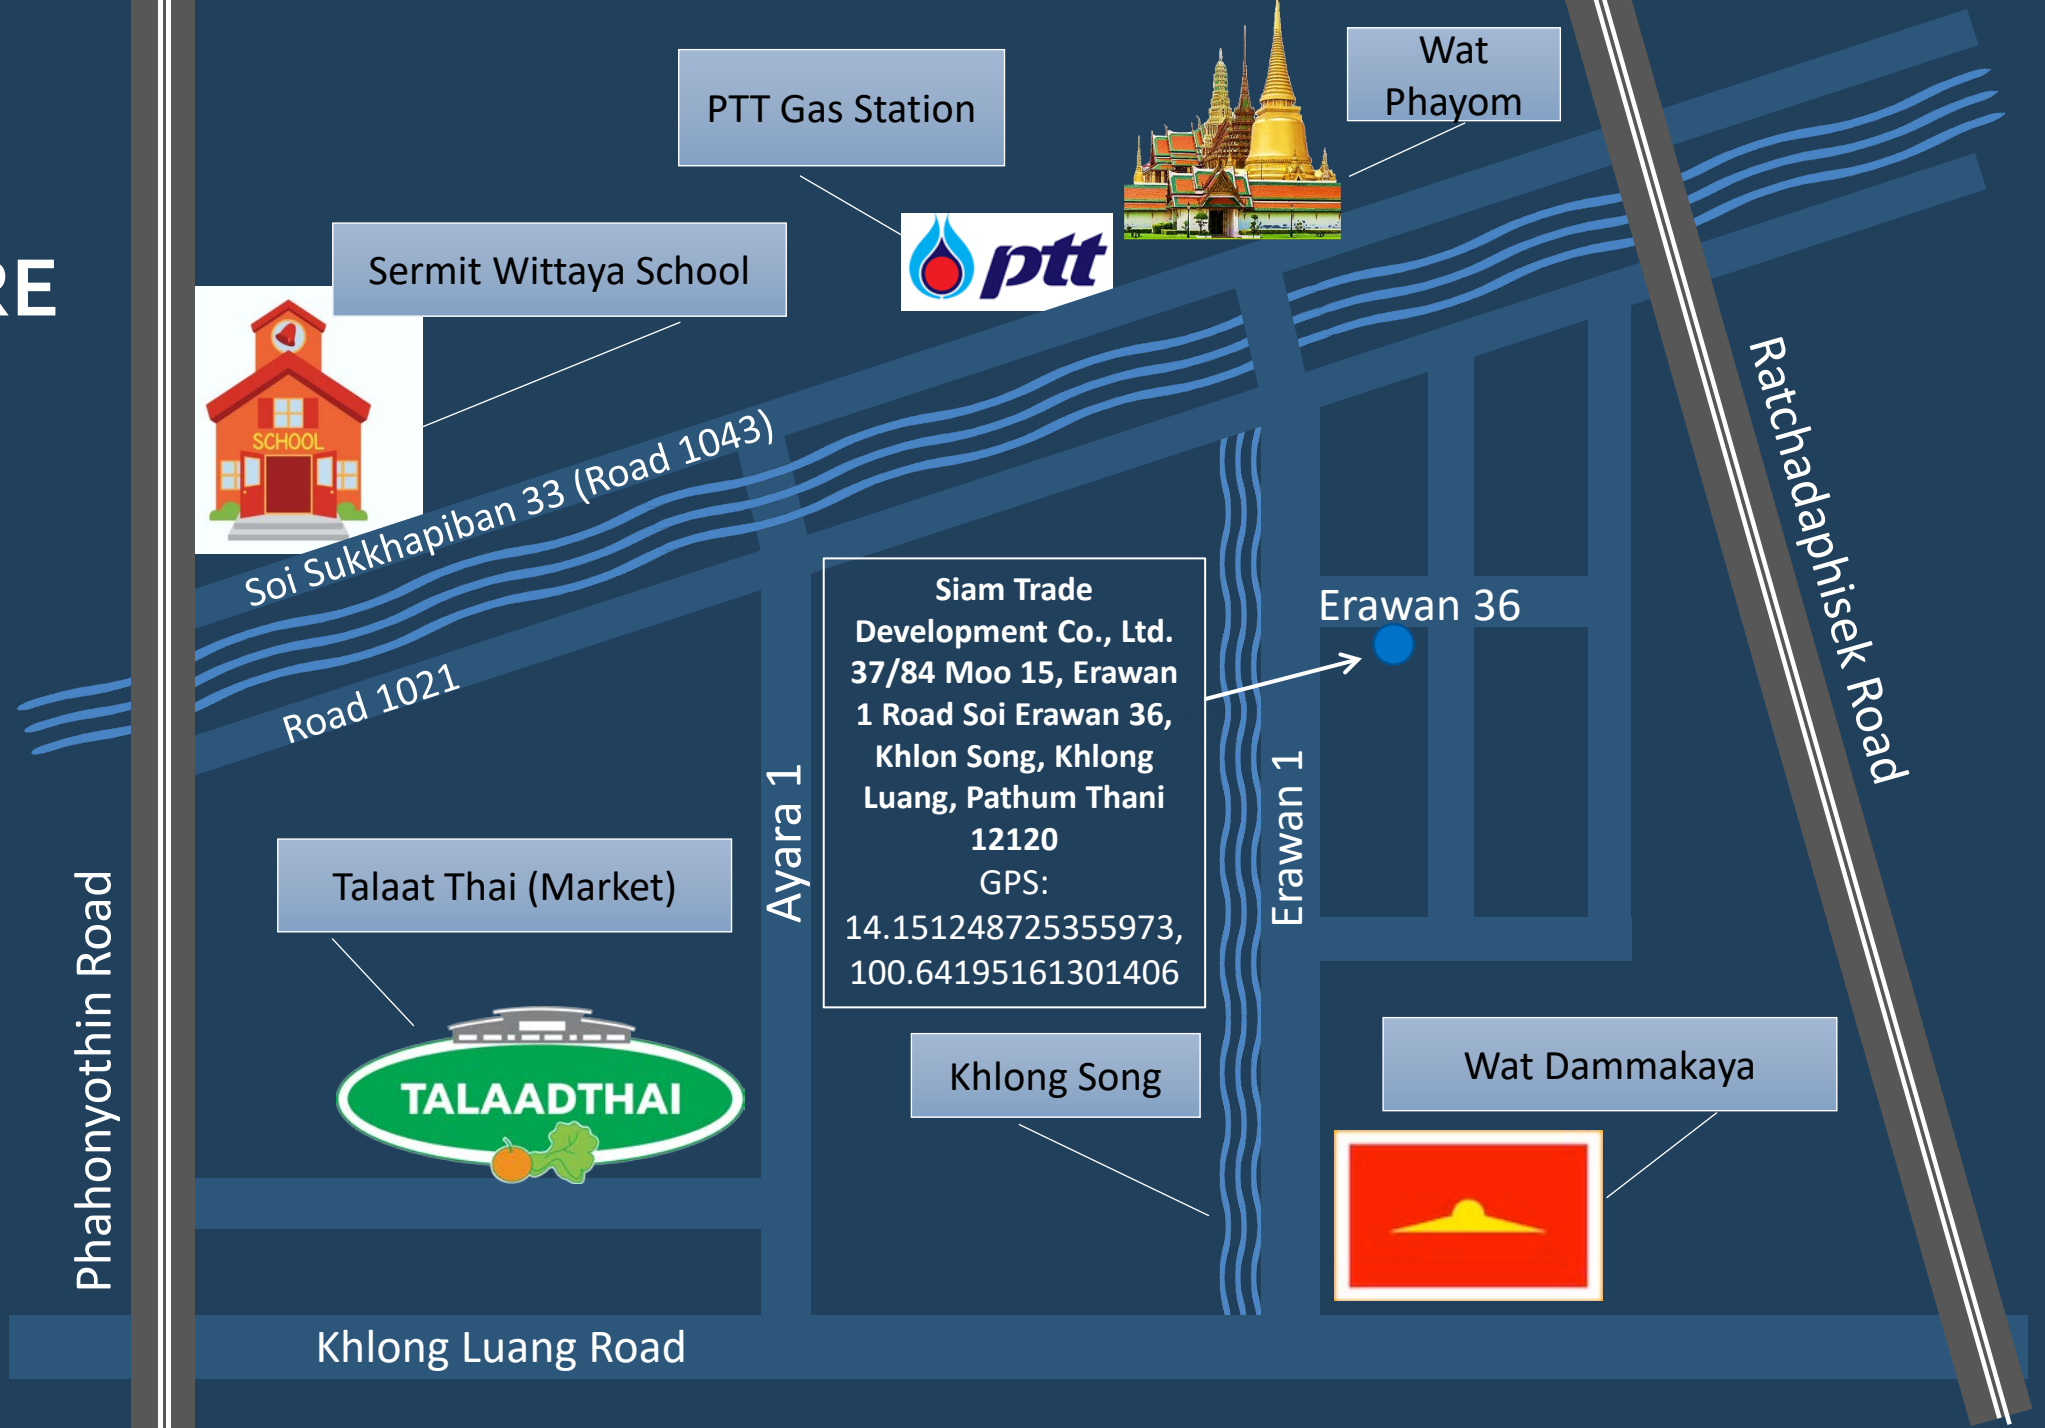 Wat
Phayom
PTT Gas Station
ptt
Sermit Wittaya School
RE
SCHOOL
Soi Sukkhapiban 33 (Road 1043)
Road 1021
Ratchadaphisek Road
Siam Trade
Development Co., Ltd.
37/84 Moo 15, Erawan
1 Road Soi Erawan 36,
Khlon Song, Khlong
Luang, Pathum Thani
12120
GPS:
14.151248725355973,
100.64195161301406
Erawan 36
Ayara 1
Erawan 1
Talaat Thai (Market)
TALAADTHAI
Phahonyothin Road
Khlong Song
Wat Dammakaya
Khlong Luang Road